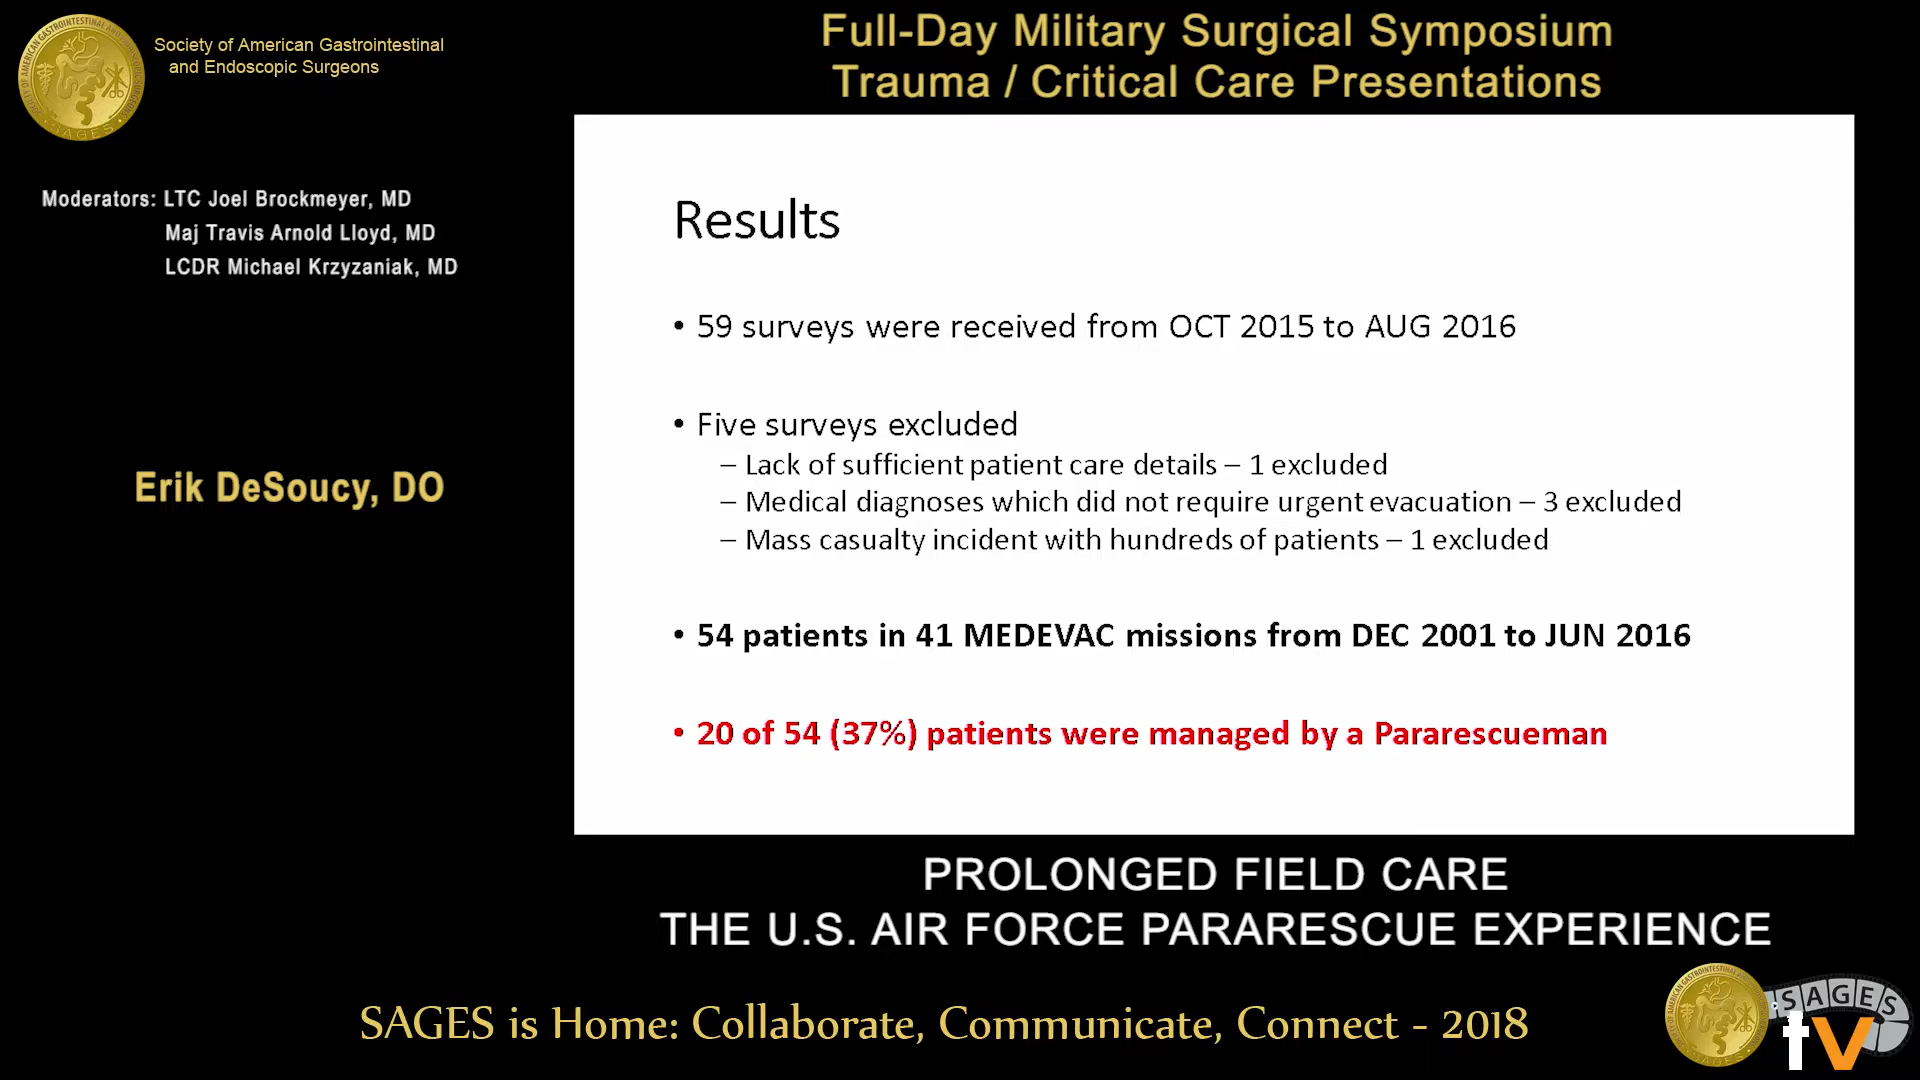 Society of American Gastrointestinal
and Endoscopic Surgeons
Full-Day Military Surgical Symposium
Trauma / Critical Care Presentations
Moderators: LTC Joel Brockmeyer, MD
Maj Travis Arnold Lloyd, MD
LCDR Michael Krzyzaniak, MD
Erik DeSoucy, DO
Results
• 59 surveys were received from OCT 2015 to AUG 2016
• Five surveys excluded
– Lack of sufficient patient care details – 1 excluded
– Medical diagnoses which did not require urgent evacuation – 3 excluded
– Mass casualty incident with hundreds of patients – 1 excluded
• 54 patients in 41 MEDEVAC missions from DEC 2001 to JUN 2016
• 20 of 54 (37%) patients were managed by a Pararescueman
PROLONGED FIELD CARE
THE U.S. AIR FORCE PARARESCUE EXPERIENCE
SAGES is Home: Collaborate, Communicate, Connect - 2018
SAGES
tv